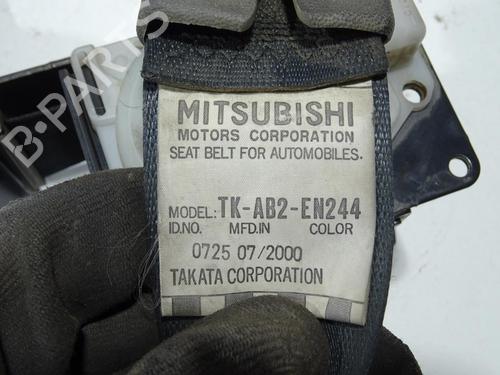 B-PARTS
MITSUBISHI
MOTORS CORPORATION
SEAT BELT FOR AUTOMOBILES.
MODEL: TK-AB2-EN244
ID.NO. MFD.IN COLOR
0725 07/2000
TAKATA CORPORATION